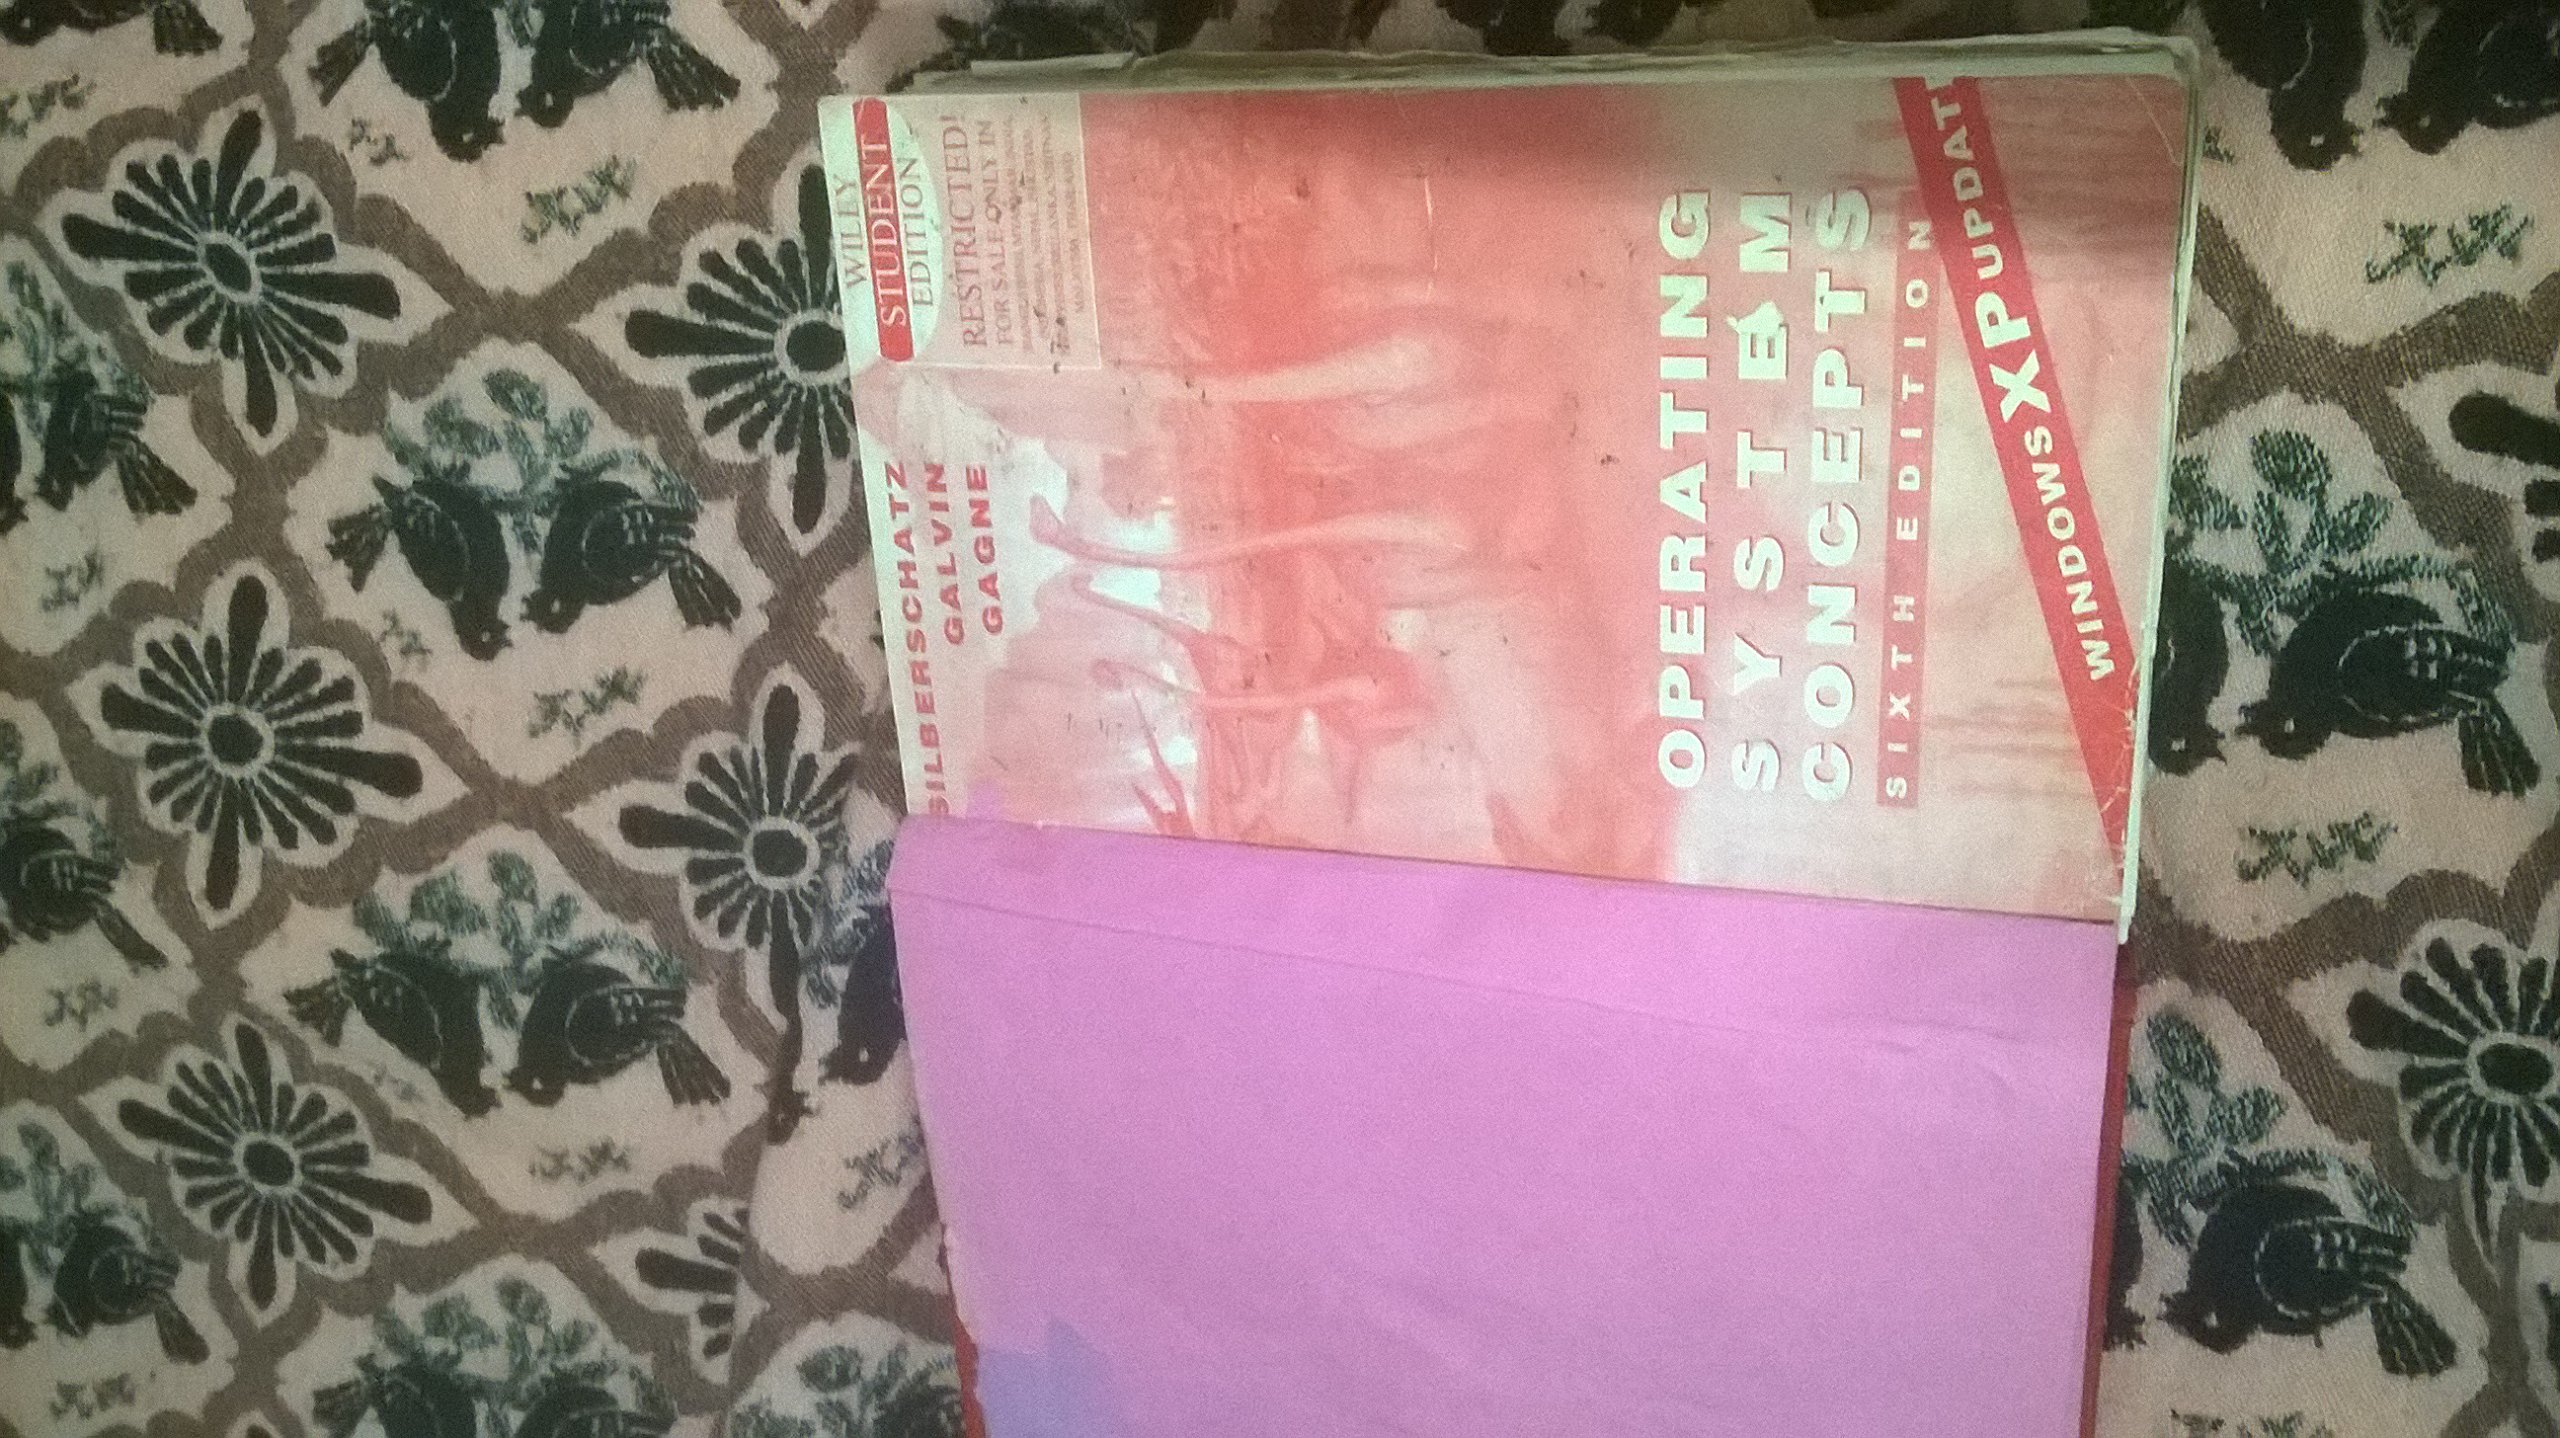 WILEY
STUDENT
EDITION
RESTRICTED!
FOR SALE ONLY IN
SILBERSCHATZ
GALVIN
GAGNE
OPERATING
SYSTEM
CONCEPTS
SIXTH EDITION
WINDOWS XP UPDAT